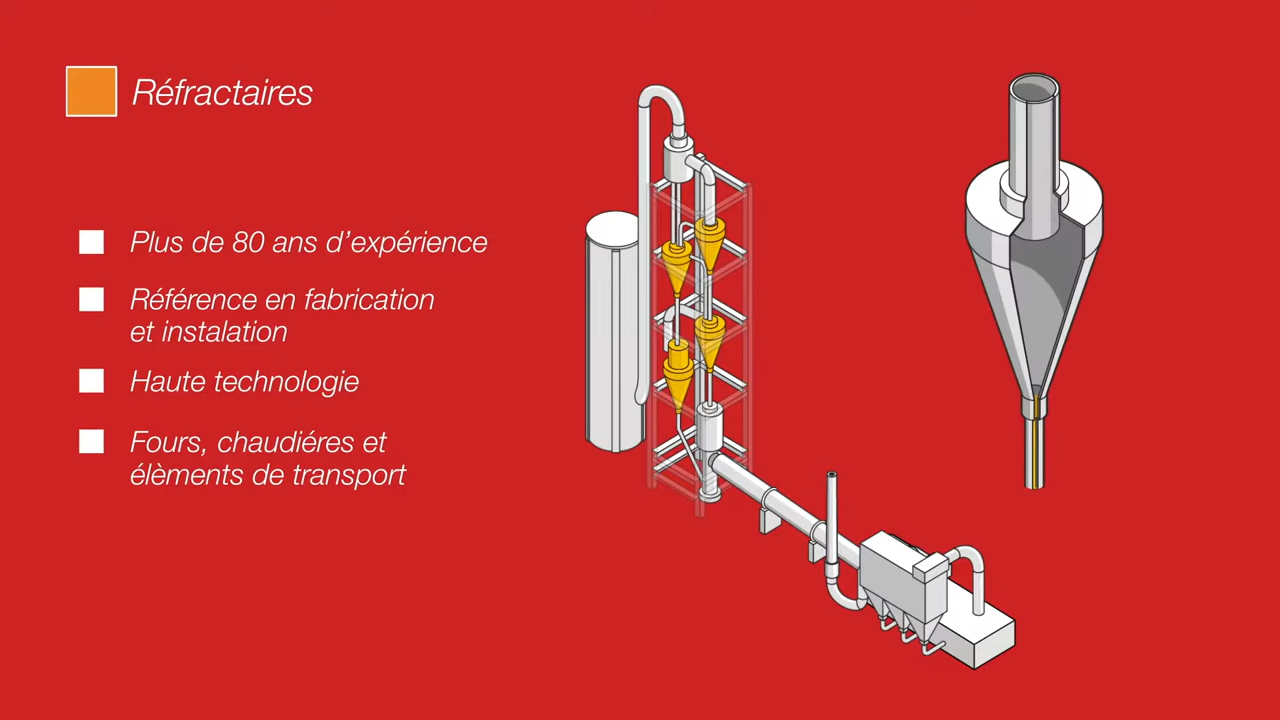 Réfractaires
Plus de 80 ans d’expérience
Référence en fabrication
et instalation
Haute technologie
Fours, chaudiéres et
élèments de transport